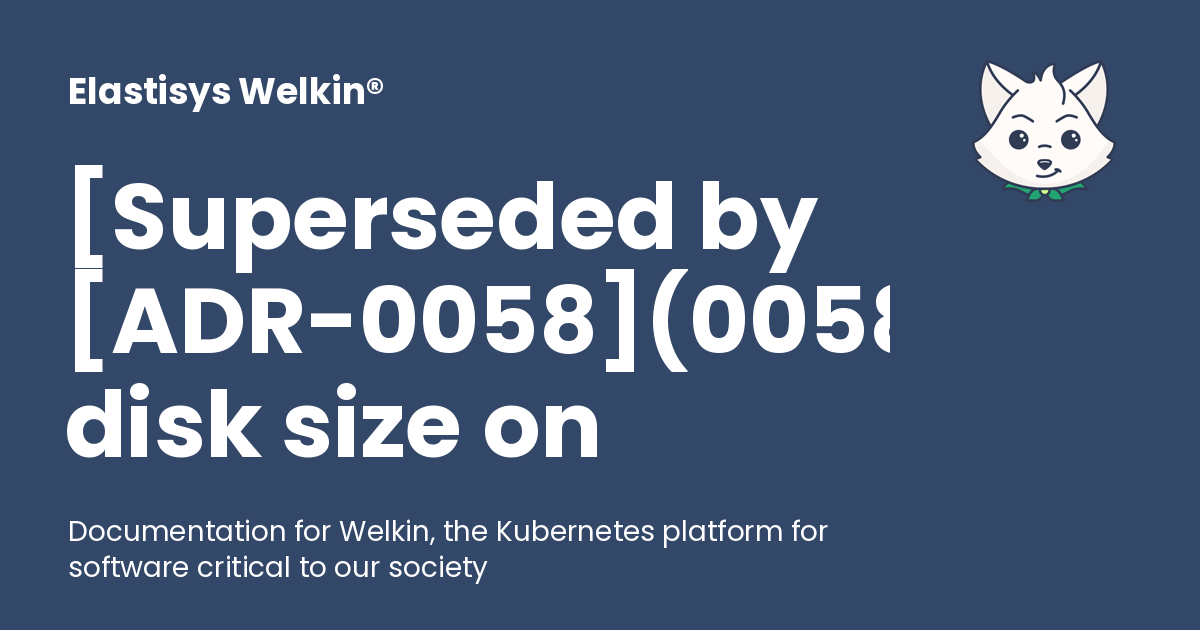 Elastisys Welkin®
[Superseded by
[ADR-0058](005
disk size on
Documentation for Welkin, the Kubernetes platform for
software critical to our society